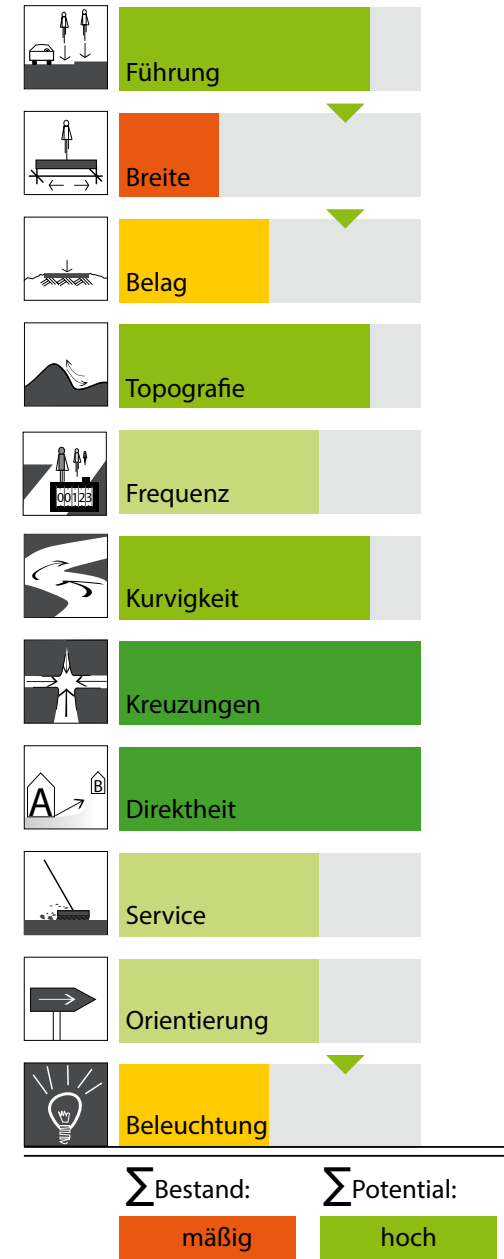 Führung
Breite
Belag
Topografie
00123
Frequenz
Kurvigkeit
Kreuzungen
A B
Direktheit
Service
Orientierung
Beleuchtung
∑Bestand: ∑Potential:
mäßig hoch